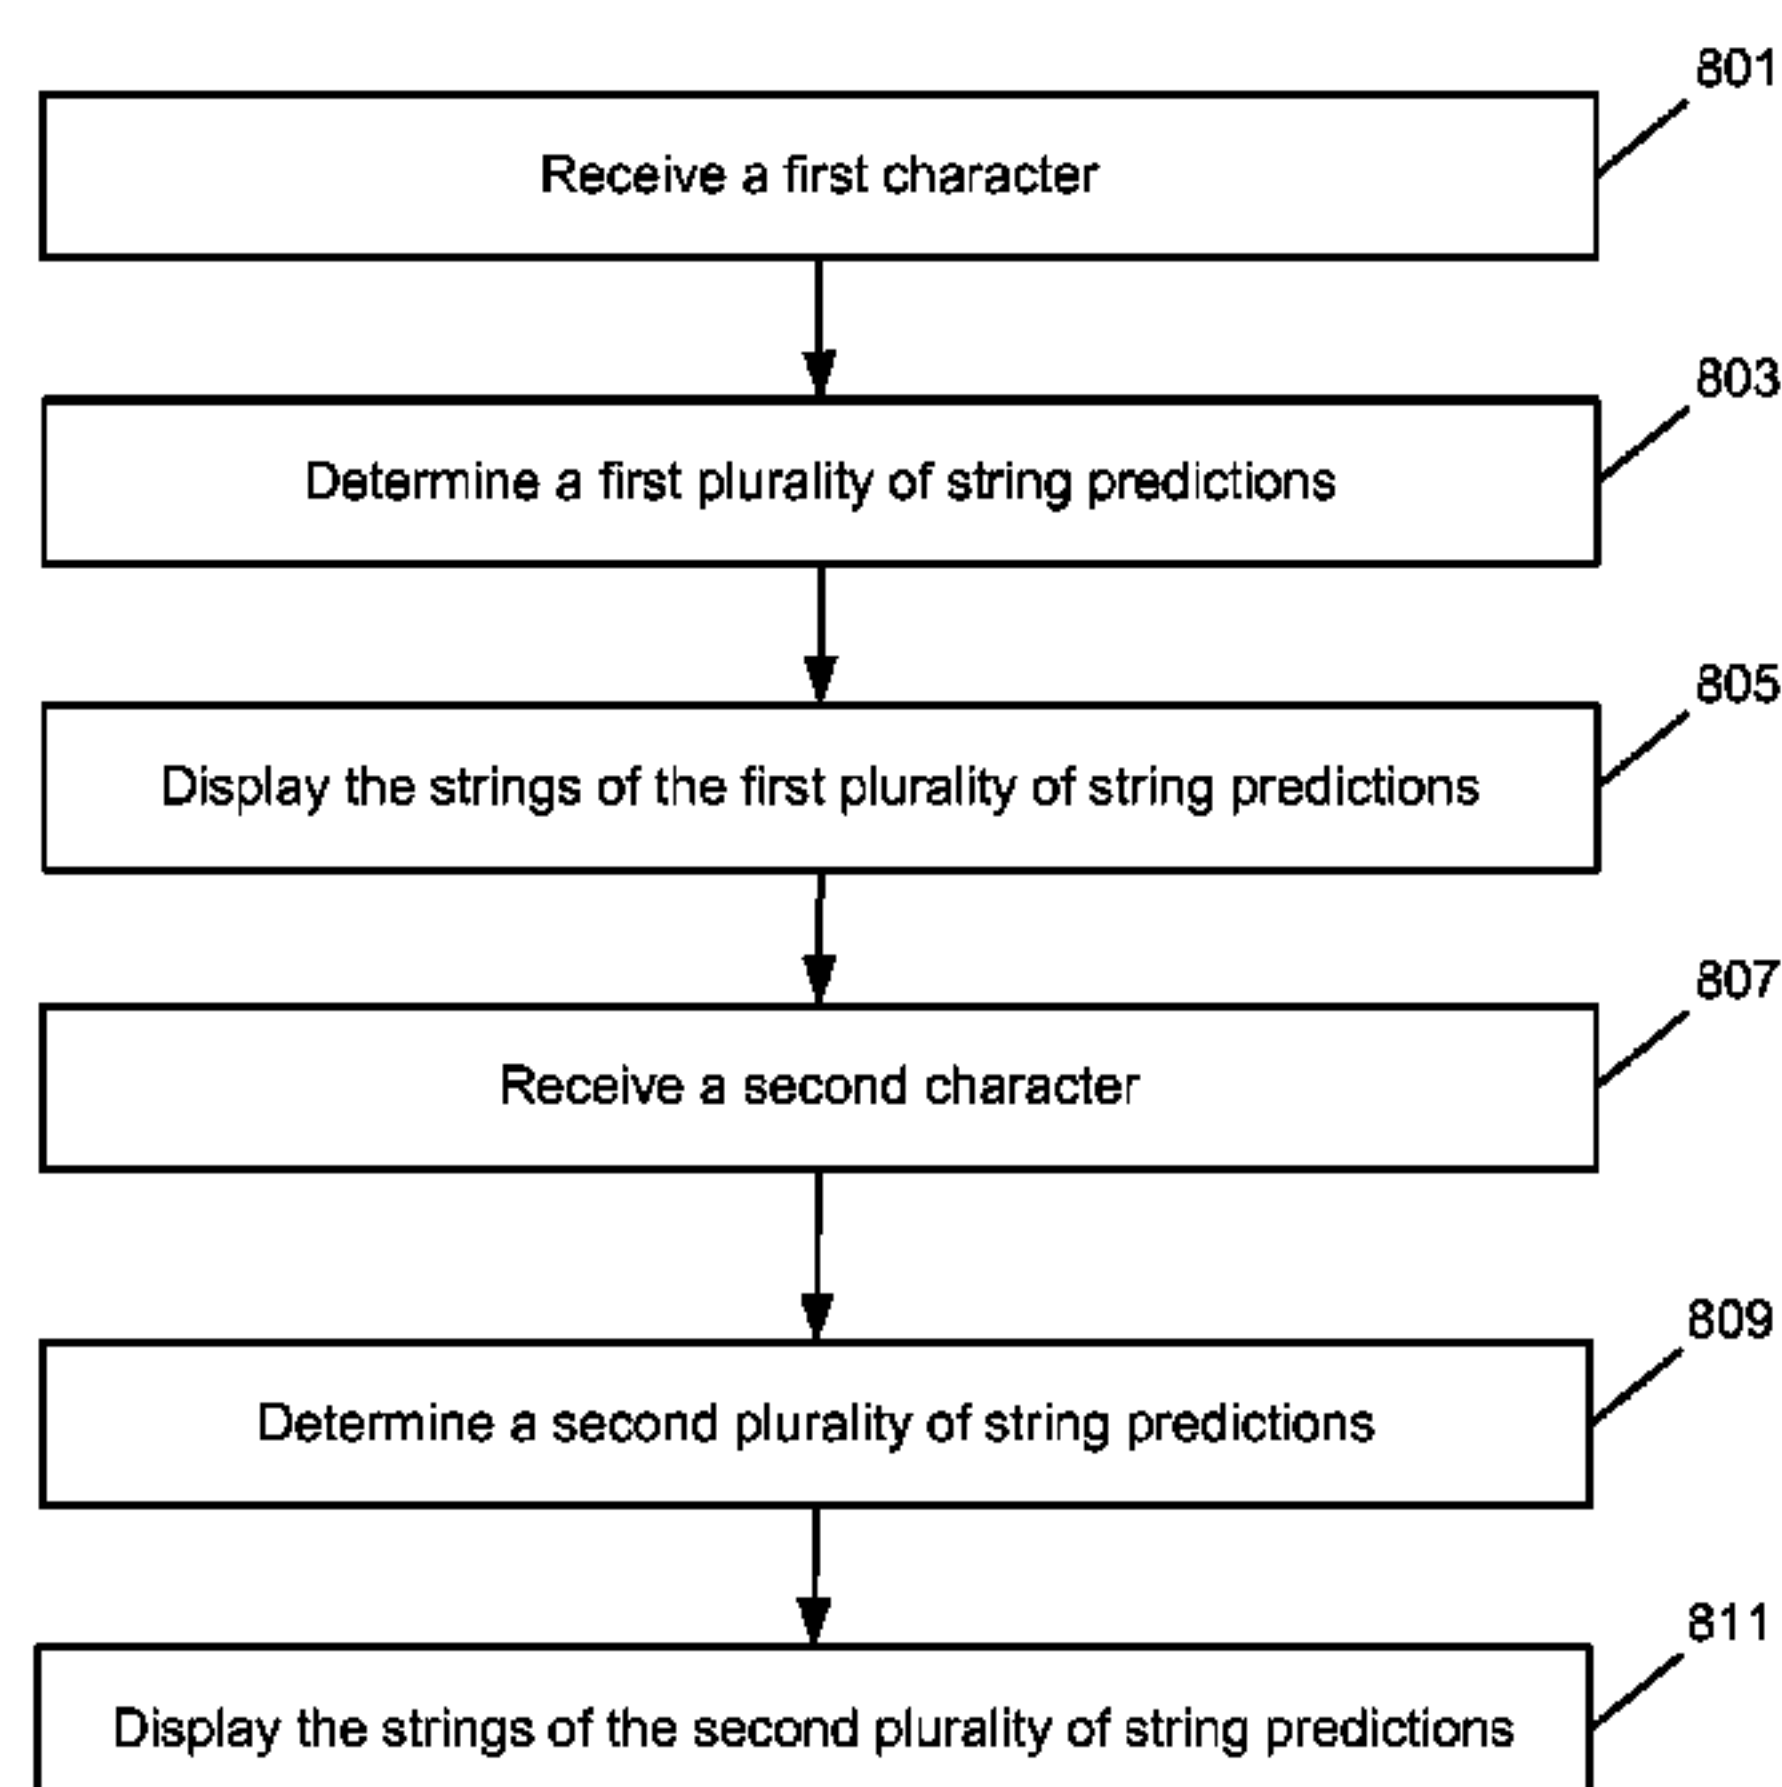 801
Receive a first character
803
Determine a first plurality of string predictions
805
Display the strings of the first plurality of string predictions
807
Receive a second character
809
Determine a second plurality of string predictions
811
Display the strings of the second plurality of string predictions